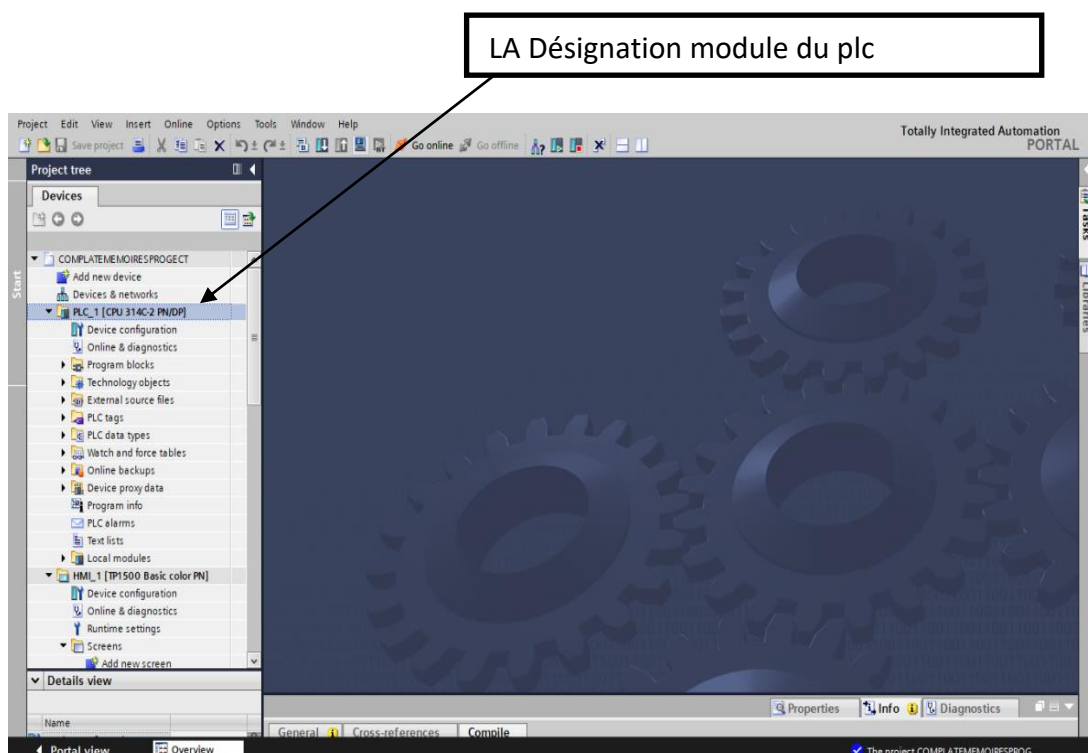 LA Désignation module du plc
Project Edit View Insert Online Options Tools Window Help
Totally Integrated Automation
PORTAL
Save project Go online Go offline
Project tree
Devices
Start
Tasks
Libraries
COMPLATEMEMOIRESPROGECT
Add new device
Devices & networks
PLC_1 [CPU 314C-2 PN/DP]
Device configuration
Online & diagnostics
Program blocks
Technology objects
External source files
PLC tags
PLC data types
Watch and force tables
Online backups
Device proxy data
Program info
PLC alarms
Text lists
Local modules
HMI_1 [TP1500 Basic color PN]
Device configuration
Online & diagnostics
Runtime settings
Screens
Add new screen
Details view
Name
Properties Info Diagnostics
General Cross-references Compile
Portal view Overview
The project COMPLATEMEMOIRESPROG